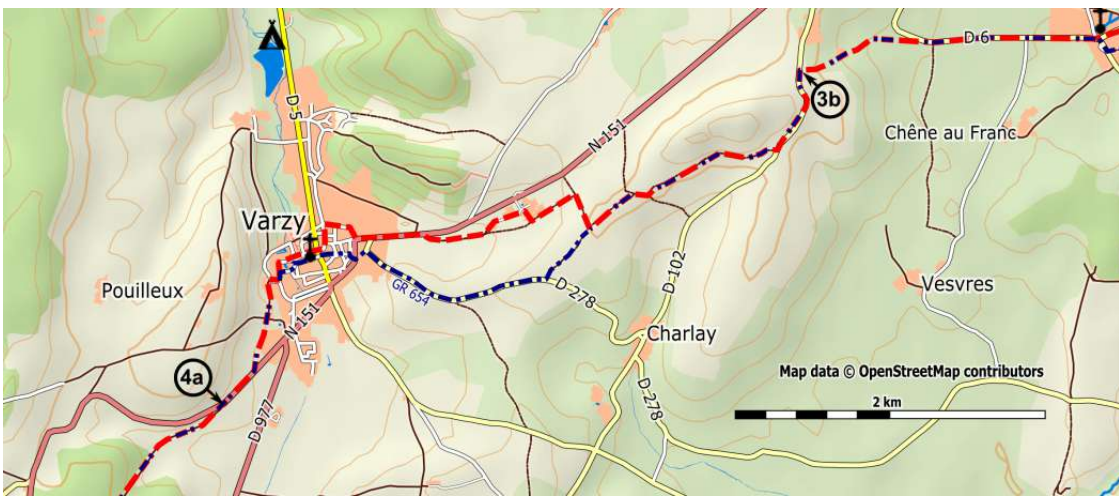 D 6
3b
D 5
N 151
Chêne au Franc
Varzy
Pouilleux
GR 654
D 278
D 102
Vesvres
N 151
Charlay
4a
Map data © OpenStreetMap contributors
D 278
2 km
D 977